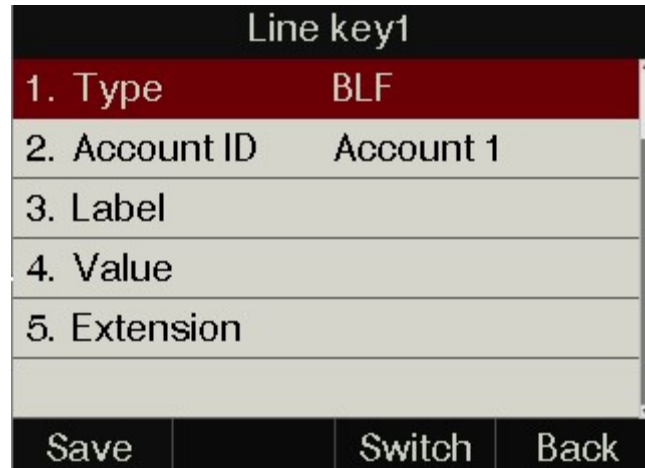 Line key1
1. Type BLF
2. Account ID Account 1
3. Label
4. Value
5. Extension
Save Switch Back